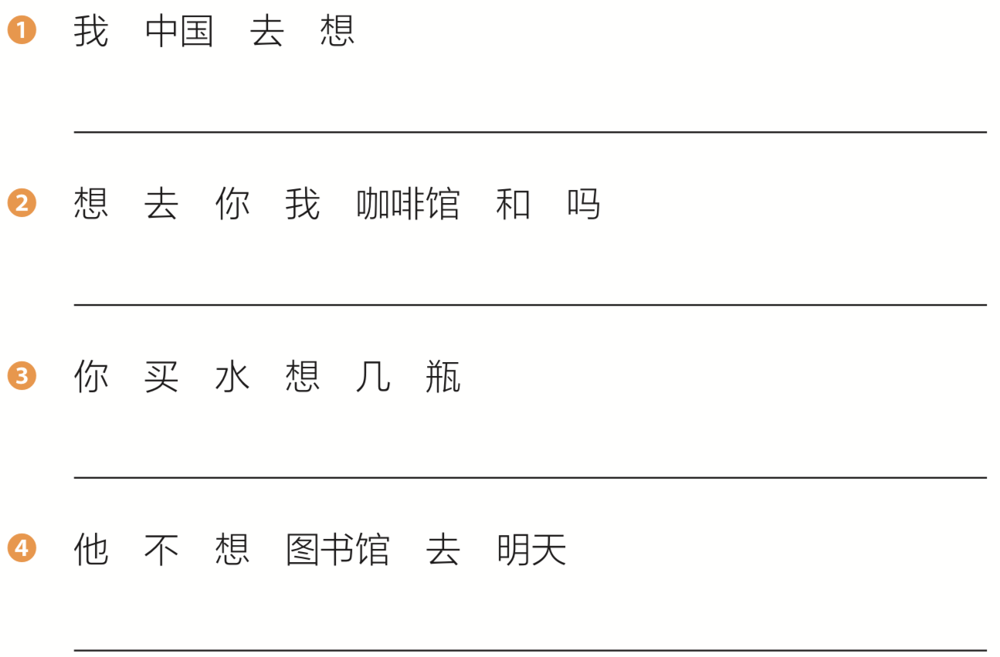 1 我 中国 去 想
2 想 去 你 我 咖啡馆 和 吗
3 你 买 水 想 几 瓶
4 他 不 想 图书馆 去 明天